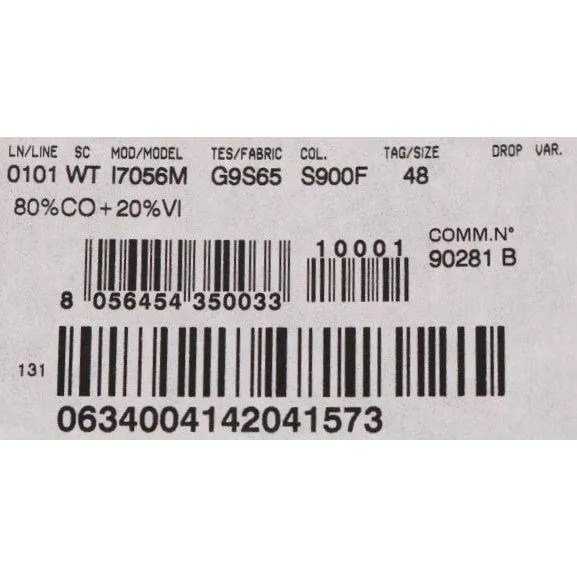 LN/LINE SC MOD/MODEL TES/FABRIC COL. TAG/SIZE DROP VAR.
0101 WT I7056M G9S65 S900F 48
80%CO+20%VI
COMM.N°
90281 B
10001
8 056454 350033
131
0634004142041573